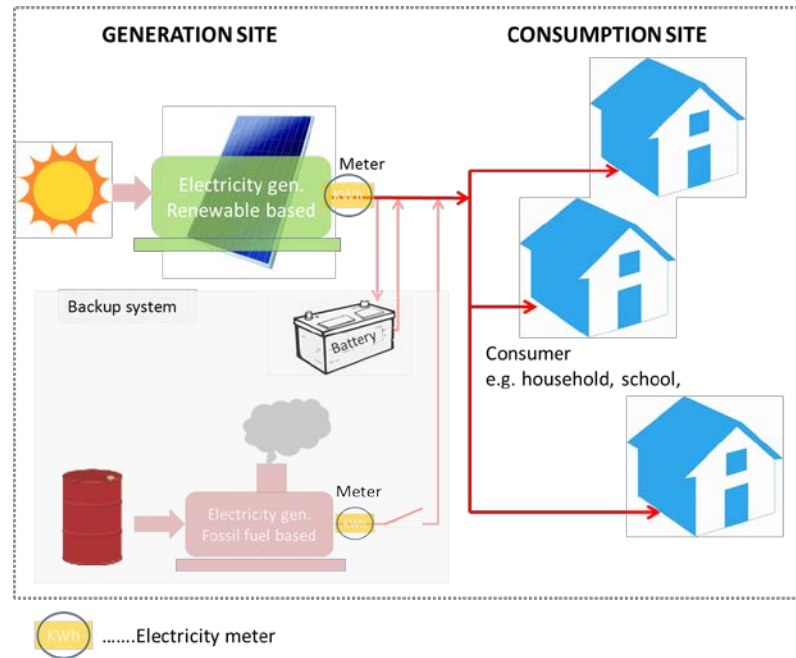 GENERATION SITE
CONSUMPTION SITE
Meter
Electricity gen.
Renewable based
KWh
Backup system
Battery
Consumer
e.g. household, school,
Meter
Electricity gen.
Fossil fuel based
KWh
KWh
.......Electricity meter